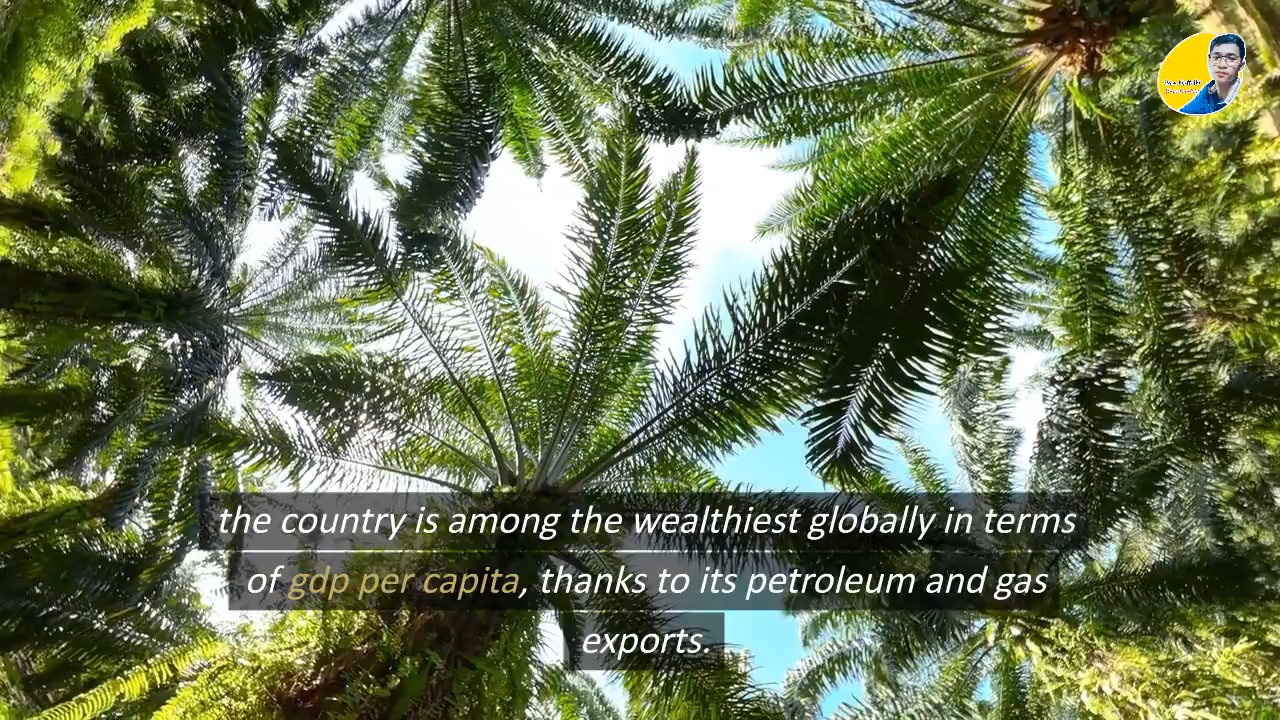 the country is among the wealthiest globally in terms
of gdp per capita, thanks to its petroleum and gas
exports.